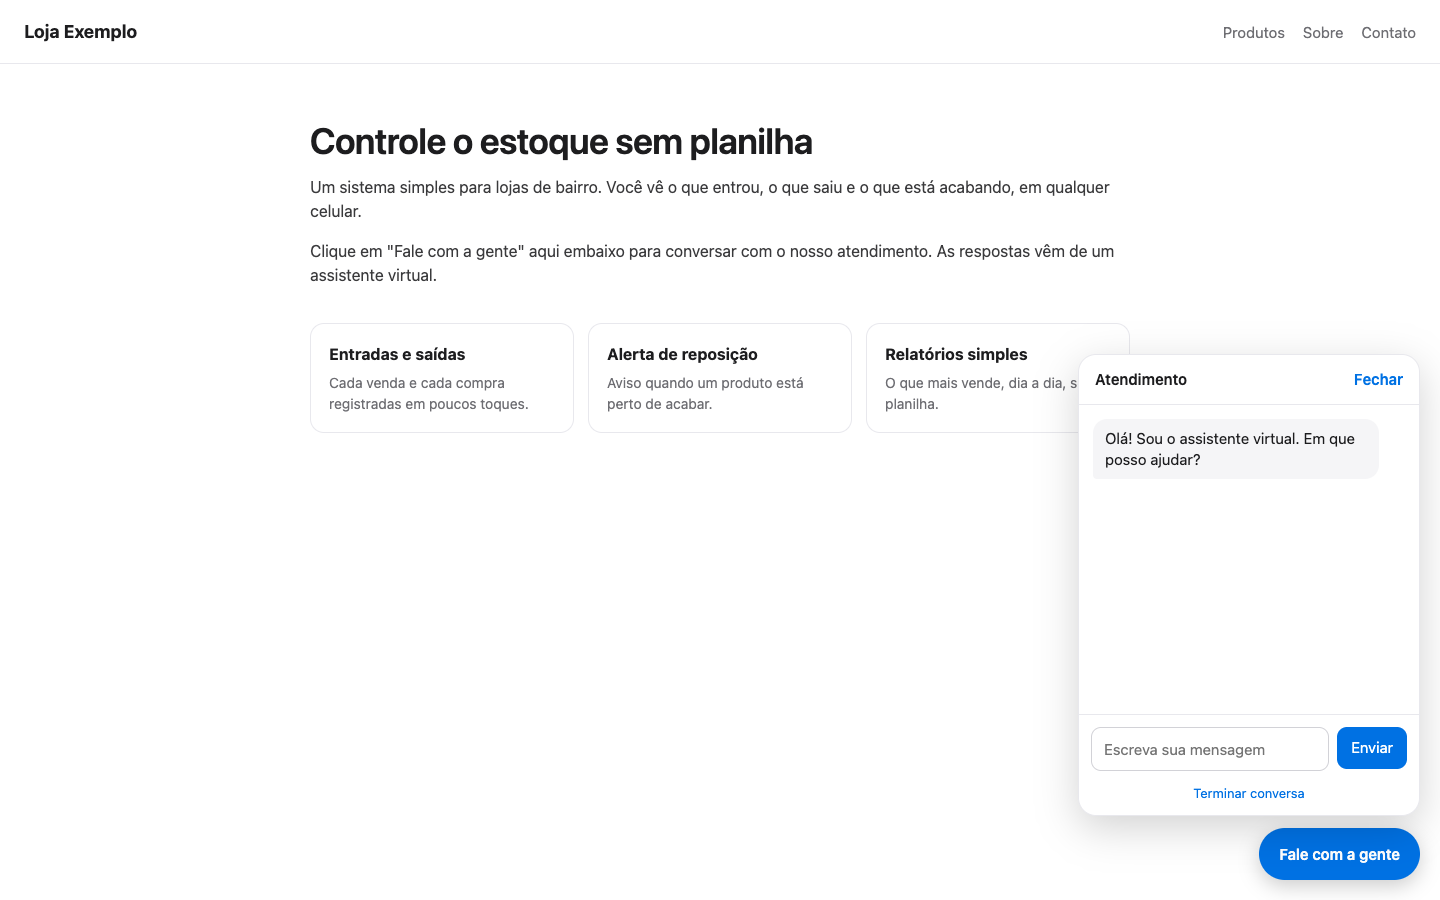 Loja Exemplo
Produtos Sobre Contato
Controle o estoque sem planilha
Um sistema simples para lojas de bairro. Você vê o que entrou, o que saiu e o que está acabando, em qualquer
celular.
Clique em "Fale com a gente" aqui embaixo para conversar com o nosso atendimento. As respostas vêm de um
assistente virtual.
Entradas e saídas
Cada venda e cada compra
registradas em poucos toques.
Alerta de reposição
Aviso quando um produto está
perto de acabar.
Relatórios simples
O que mais vende, dia a dia, s
planilha.
Atendimento
Fechar
Olá! Sou o assistente virtual. Em que
posso ajudar?
Escreva sua mensagem
Enviar
Terminar conversa
Fale com a gente